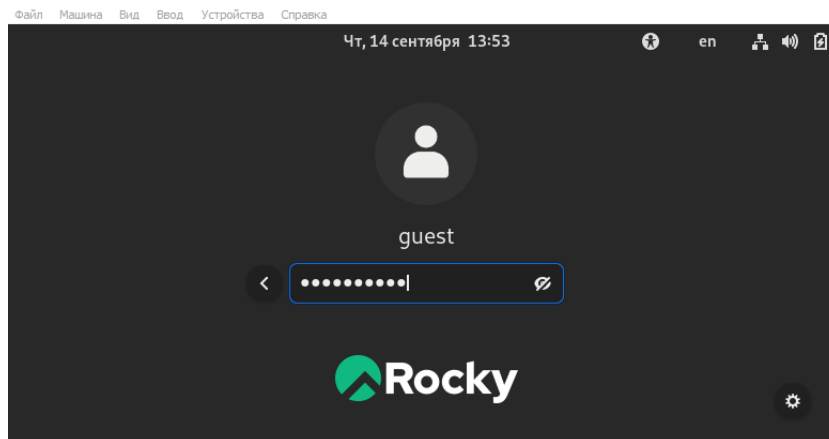 Файл Машина Вид Ввод Устройства Справка
Чт, 14 сентября 13:53 en
guest
Rocky